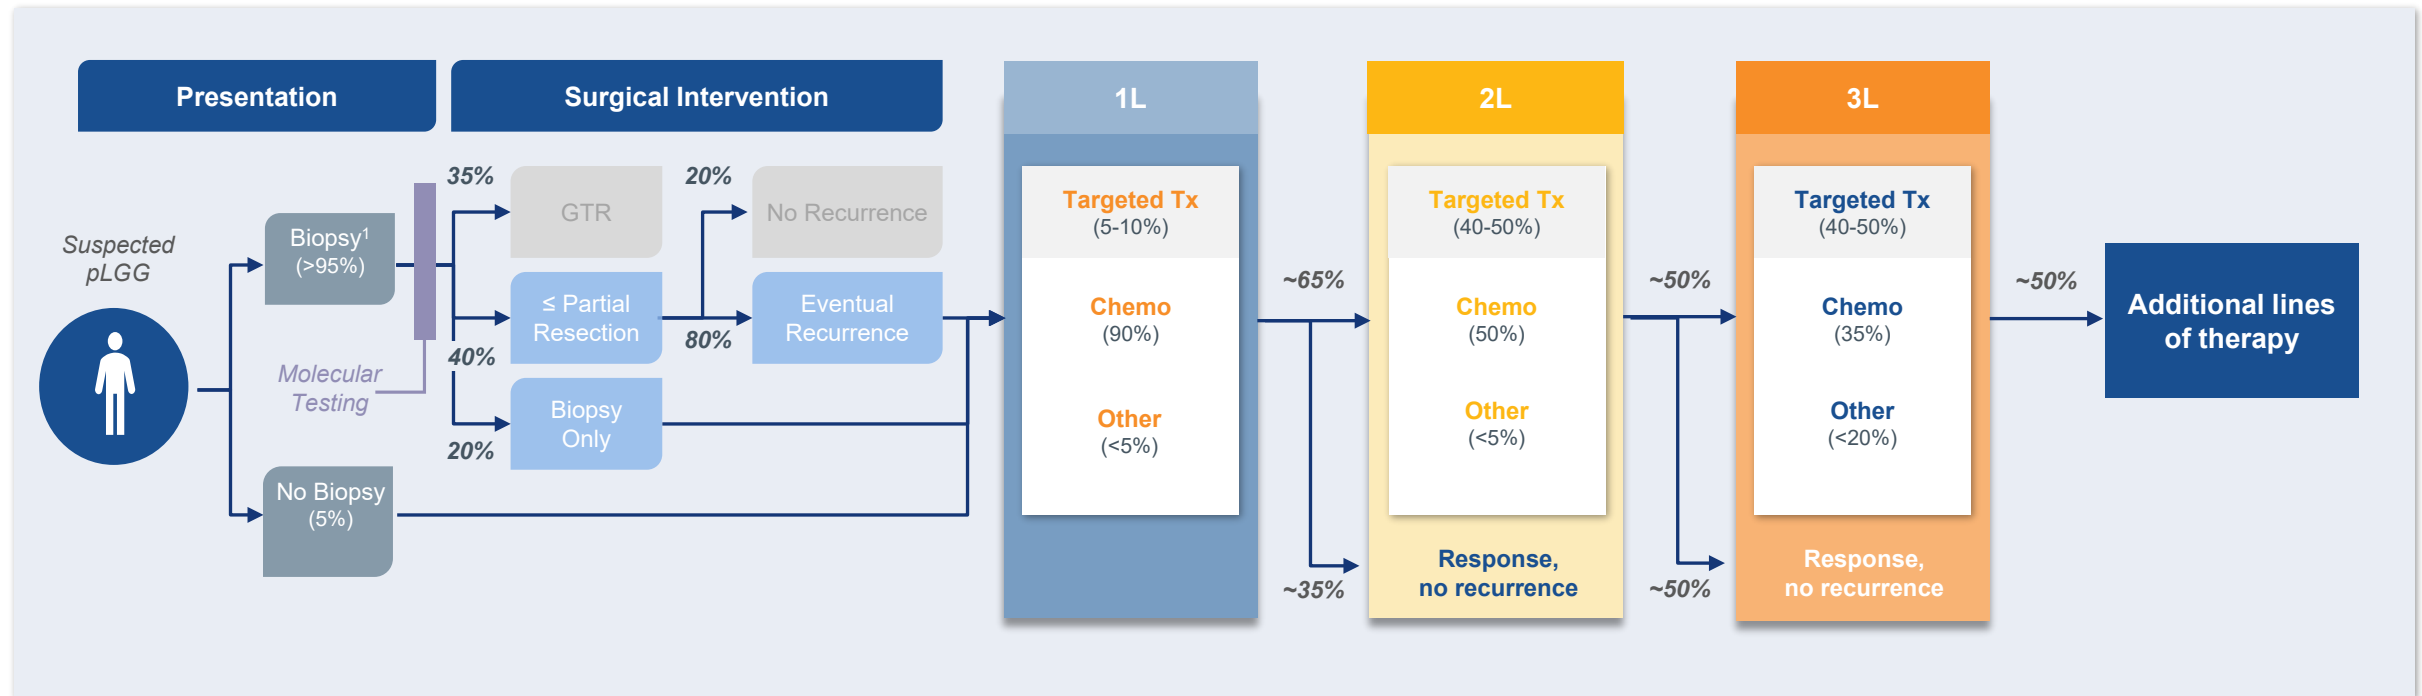 Presentation
Surgical Intervention
1L
2L
3L
Suspected
pLGG
Biopsy1
(>95%)
No Biopsy
(5%)
Molecular
Testing
35%
40%
20%
GTR
≤ Partial
Resection
Biopsy
Only
20%
80%
No Recurrence
Eventual
Recurrence
Targeted Tx
(5-10%)
Chemo
(90%)
Other
(<5%)
~65%
~35%
Targeted Tx
(40-50%)
Chemo
(50%)
Other
(<5%)
Response,
no recurrence
~50%
~50%
Targeted Tx
(40-50%)
Chemo
(35%)
Other
(<20%)
Response,
no recurrence
~50%
Additional lines
of therapy